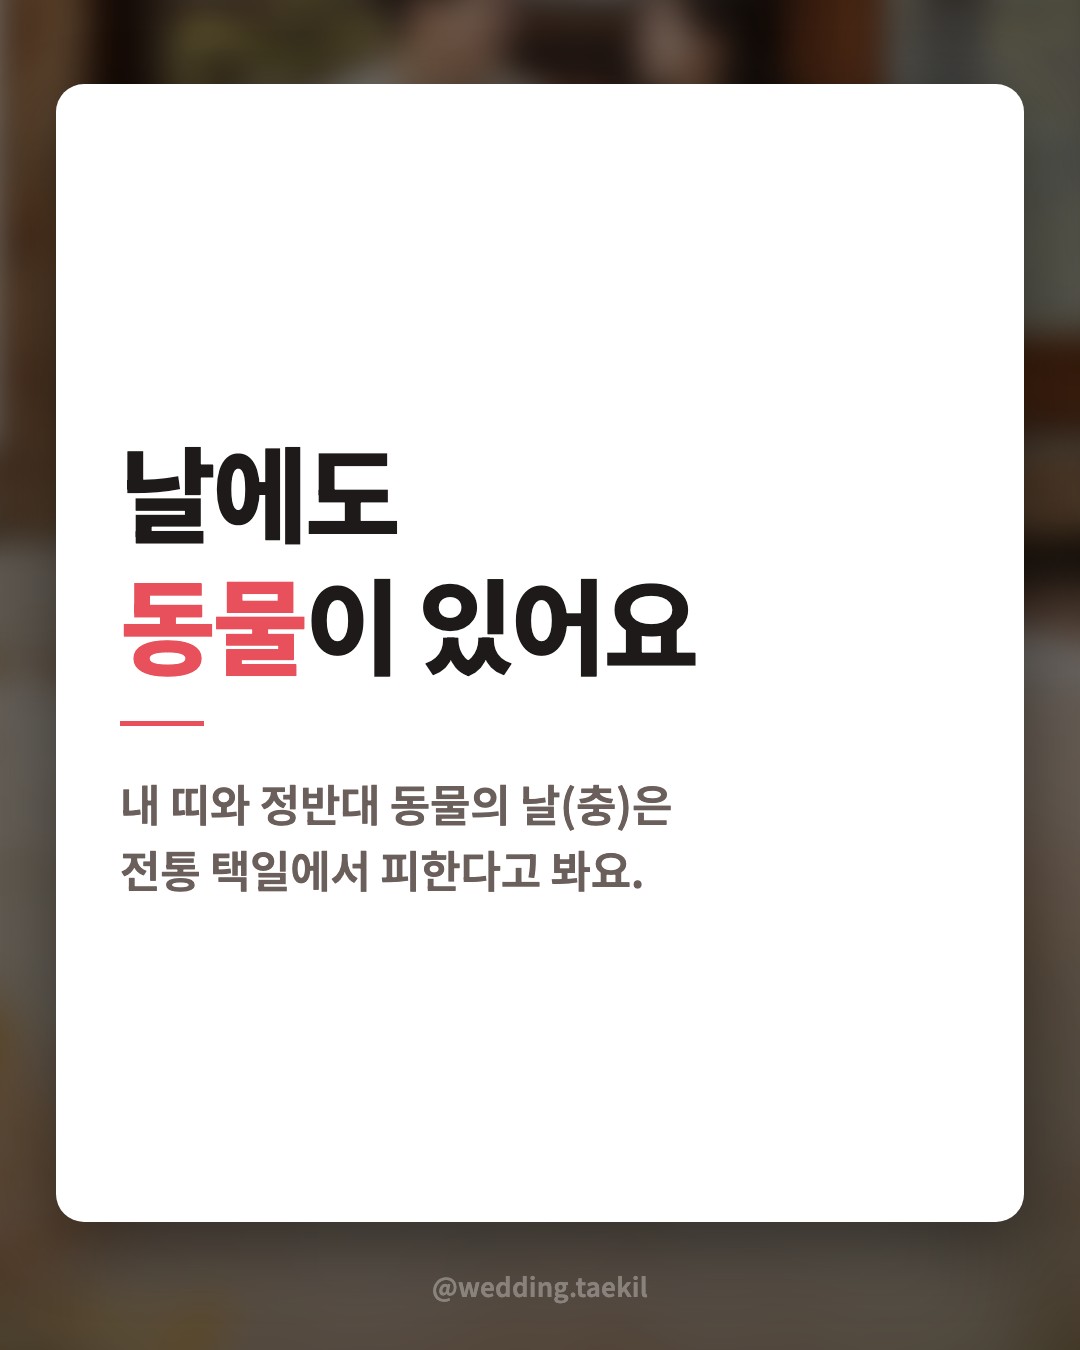 날에도
동물이 있어요
내 띠와 정반대 동물의 날(충)은
전통 택일에서 피한다고 봐요.
@wedding.taekil